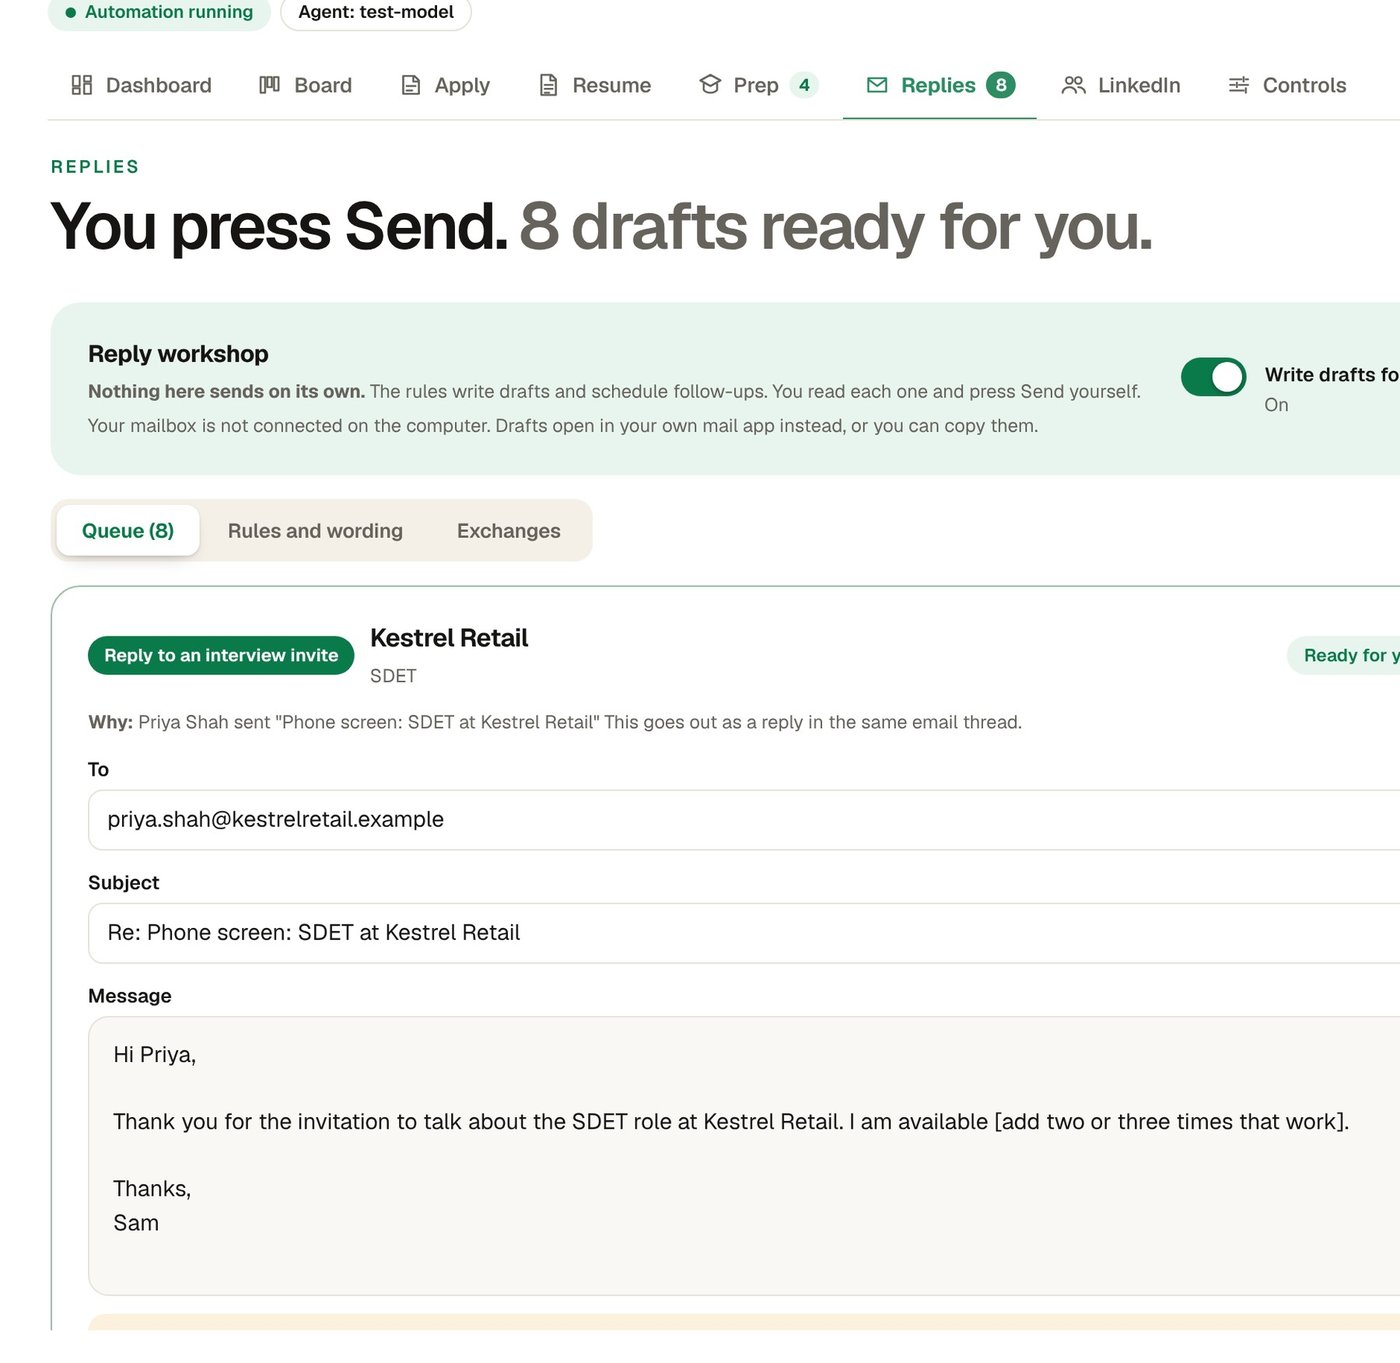 Automation running
Agent: test-model
Dashboard
Board
Apply
Resume
Prep 4
Replies 8
LinkedIn
Controls
REPLIES
You press Send. 8 drafts ready for you.
Reply workshop
Nothing here sends on its own. The rules write drafts and schedule follow-ups. You read each one and press Send yourself.
Your mailbox is not connected on the computer. Drafts open in your own mail app instead, or you can copy them.
Write drafts fo
On
Queue (8)
Rules and wording
Exchanges
Reply to an interview invite
Kestrel Retail
SDET
Ready for y
Why: Priya Shah sent "Phone screen: SDET at Kestrel Retail" This goes out as a reply in the same email thread.
To
priya.shah@kestrelretail.example
Subject
Re: Phone screen: SDET at Kestrel Retail
Message
Hi Priya,
Thank you for the invitation to talk about the SDET role at Kestrel Retail. I am available [add two or three times that work].
Thanks,
Sam